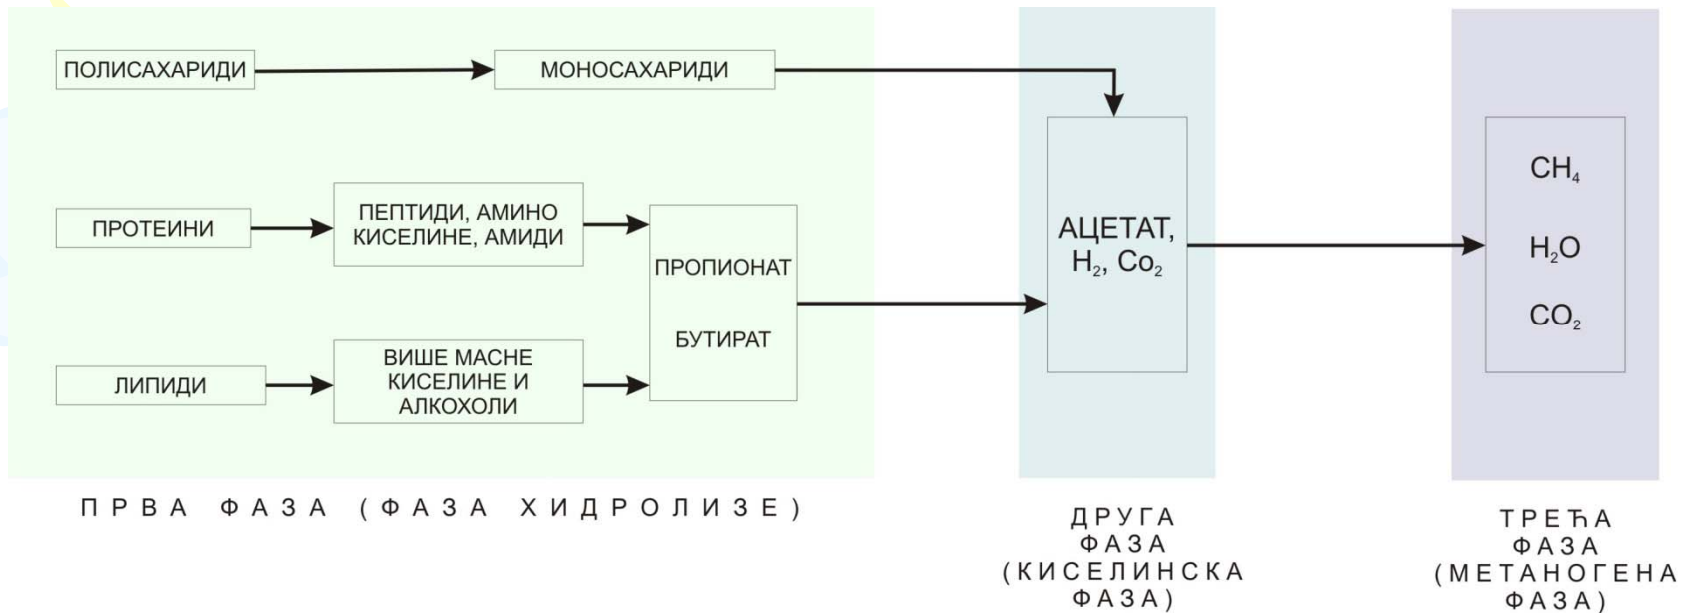 ПОЛИСАХАРИДИ
МОНОСАХАРИДИ
ПРОТЕИНИ
ПЕПТИДИ, АМИНО
КИСЕЛИНЕ, АМИДИ
ЛИПИДИ
ВИШЕ МАСНЕ
КИСЕЛИНЕ И
АЛКОХОЛИ
ПРОПИОНАТ
БУТИРАТ
АЦЕТАТ,
H₂, Co₂
CH₄
H₂O
CO₂
ПРВА ФАЗА (ФАЗА ХИДРОЛИЗЕ)
ДРУГА
ФАЗА
(КИСЕЛИНСКА
ФАЗА)
ТРЕЋА
ФАЗА
(МЕТАНОГЕНА
ФАЗА)